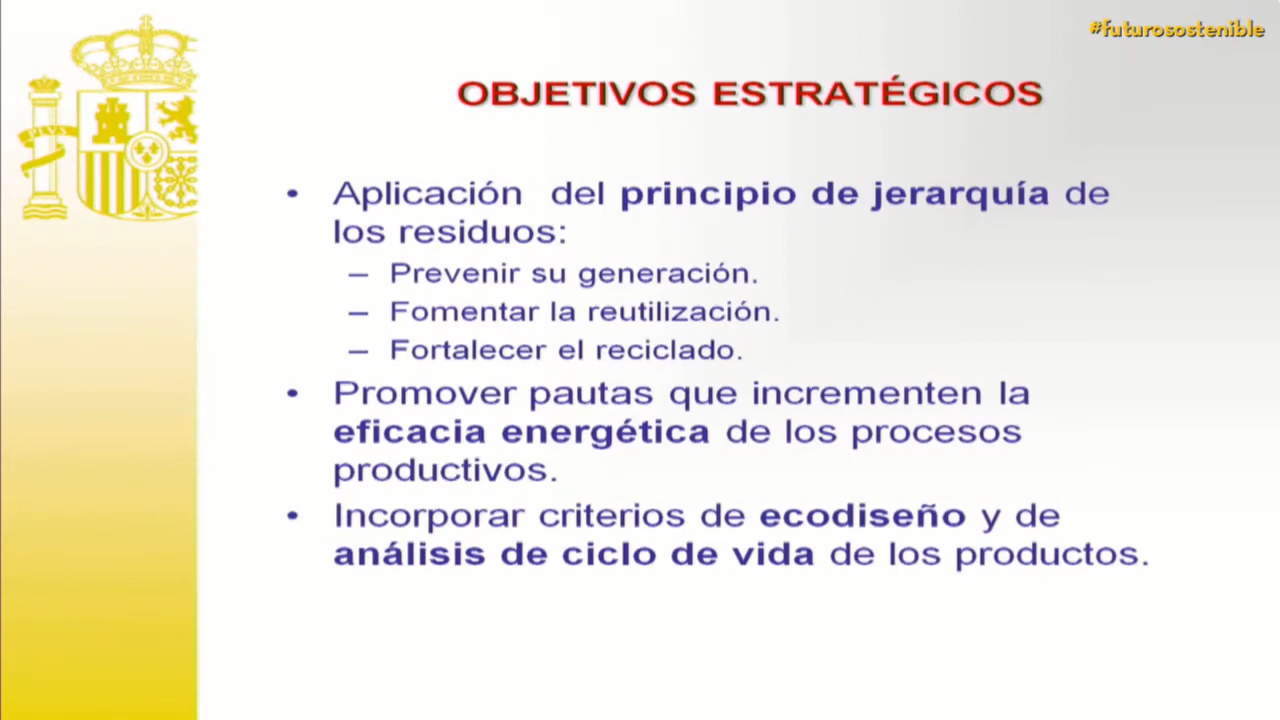 #futurosostenible
OBJETIVOS ESTRATÉGICOS
PLVS
• Aplicación del principio de jerarquía de
los residuos:
– Prevenir su generación.
– Fomentar la reutilización.
– Fortalecer el reciclado.
• Promover pautas que incrementen la
eficacia energética de los procesos
productivos.
• Incorporar criterios de ecodiseño y de
análisis de ciclo de vida de los productos.